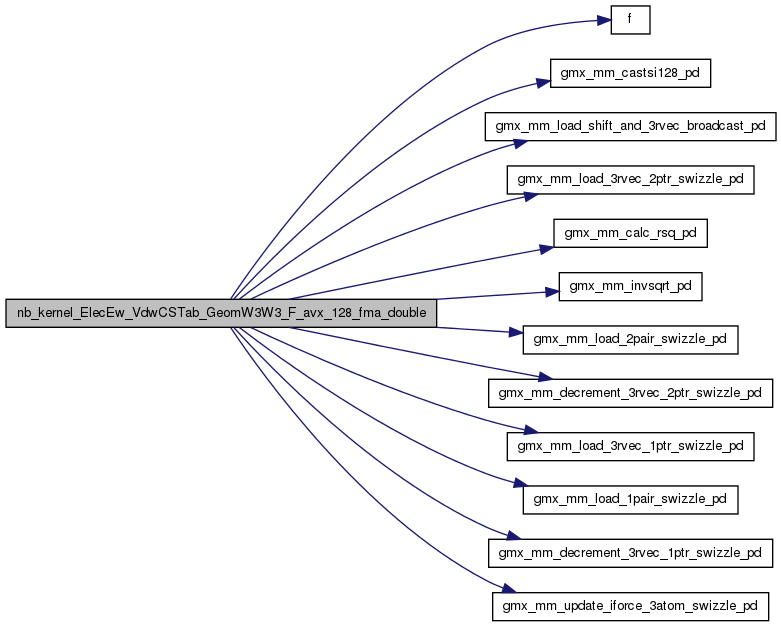 f
gmx_mm_castsi128_pd
gmx_mm_load_shift_and_3rvec_broadcast_pd
gmx_mm_load_3rvec_2ptr_swizzle_pd
gmx_mm_calc_rsq_pd
gmx_mm_invsqrt_pd
nb_kernel_ElecEw_VdwCSTab_GeomW3W3_F_avx_128_fma_double
gmx_mm_load_2pair_swizzle_pd
gmx_mm_decrement_3rvec_2ptr_swizzle_pd
gmx_mm_load_3rvec_1ptr_swizzle_pd
gmx_mm_load_1pair_swizzle_pd
gmx_mm_decrement_3rvec_1ptr_swizzle_pd
gmx_mm_update_iforce_3atom_swizzle_pd